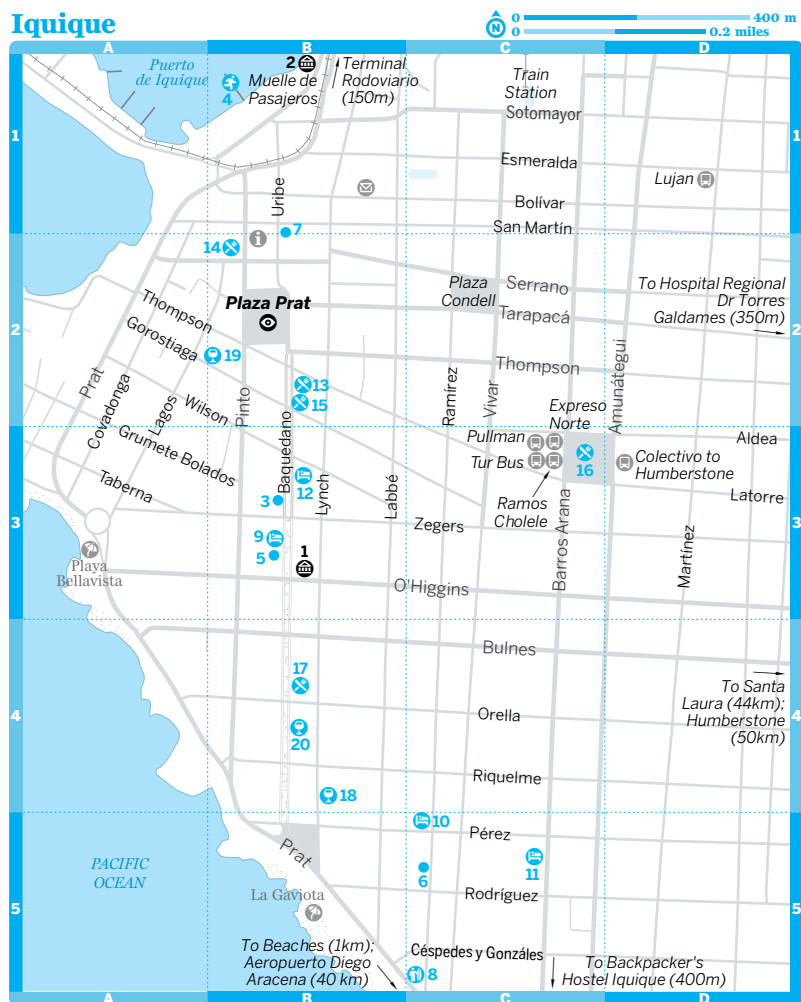 Iquique
N
0 400 m
0 0.2 miles
A B C D
Puerto
de Iquique
4
2
Muelle de
Pasajeros
Terminal
Rodoviario
(150m)
Train
Station
Sotomayor
1
1
Esmeralda
Lujan
Bolívar
Uribe
San Martín
7
14
i
Plaza Prat
Plaza
Condell
Serrano
Tarapacá
To Hospital Regional
Dr Torres
Galdames (350m)
2
2
Thompson
Gorostiaga
19
Thompson
Prat
Covadonga
Lagos
Wilson
Pinto
13
15
Ramírez
Vivar
Amunátegui
Expreso
Norte
Grumete Bolados
Taberna
Baquedano
Lynch
Labbé
Pullman
Tur Bus
16
Colectivo to
Humberstone
Aldea
Latorre
12
3
Ramos
Cholele
Zegers
Barros Arana
Martínez
3
3
9
5
1
Playa
Bellavista
O'Higgins
Bulnes
17
To Santa
Laura (44km);
Humberstone
(50km)
4
4
Orella
20
Riquelme
18
10
Pérez
Prat
PACIFIC
OCEAN
6
11
La Gaviota
Rodríguez
5
5
To Beaches (1km);
Aeropuerto Diego
Aracena (40 km)
Céspedes y Gonzáles
8
To Backpacker's
Hostel Iquique (400m)
A B C D